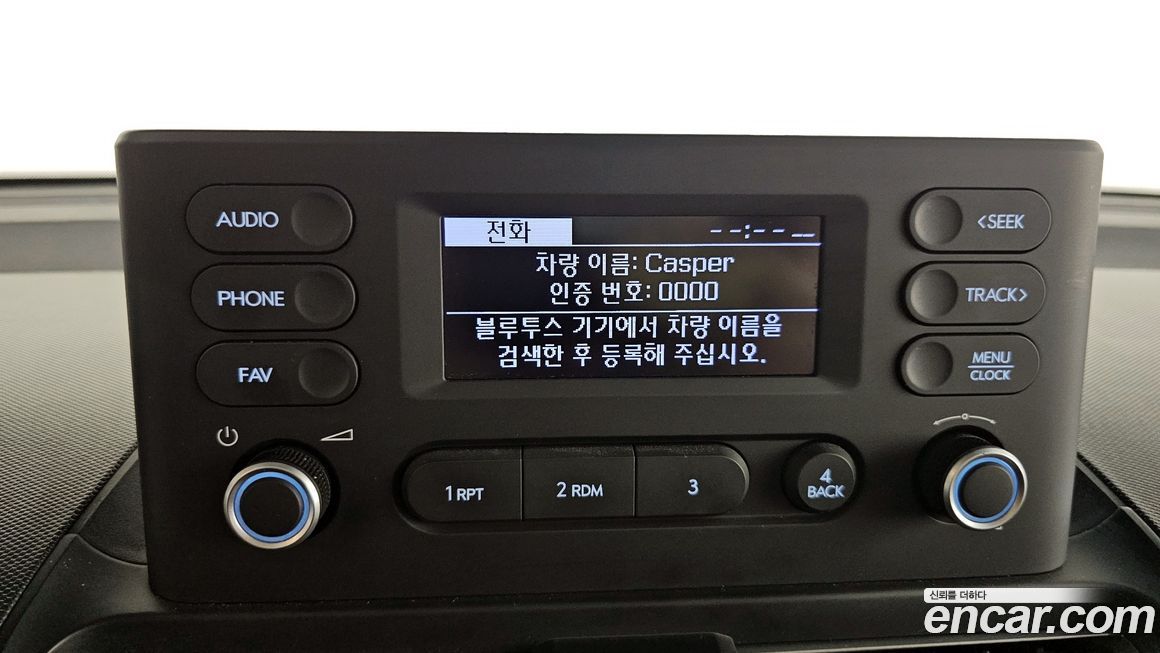 AUDIO
PHONE
FAV
전화
--:-- --
차량 이름: Casper
인증 번호: 0000
블루투스 기기에서 차량 이름을
검색한 후 등록해 주십시오.
<SEEK
TRACK>
MENU
CLOCK
1 RPT
2 RDM
3
4
BACK
신뢰를 더하다
encar.com